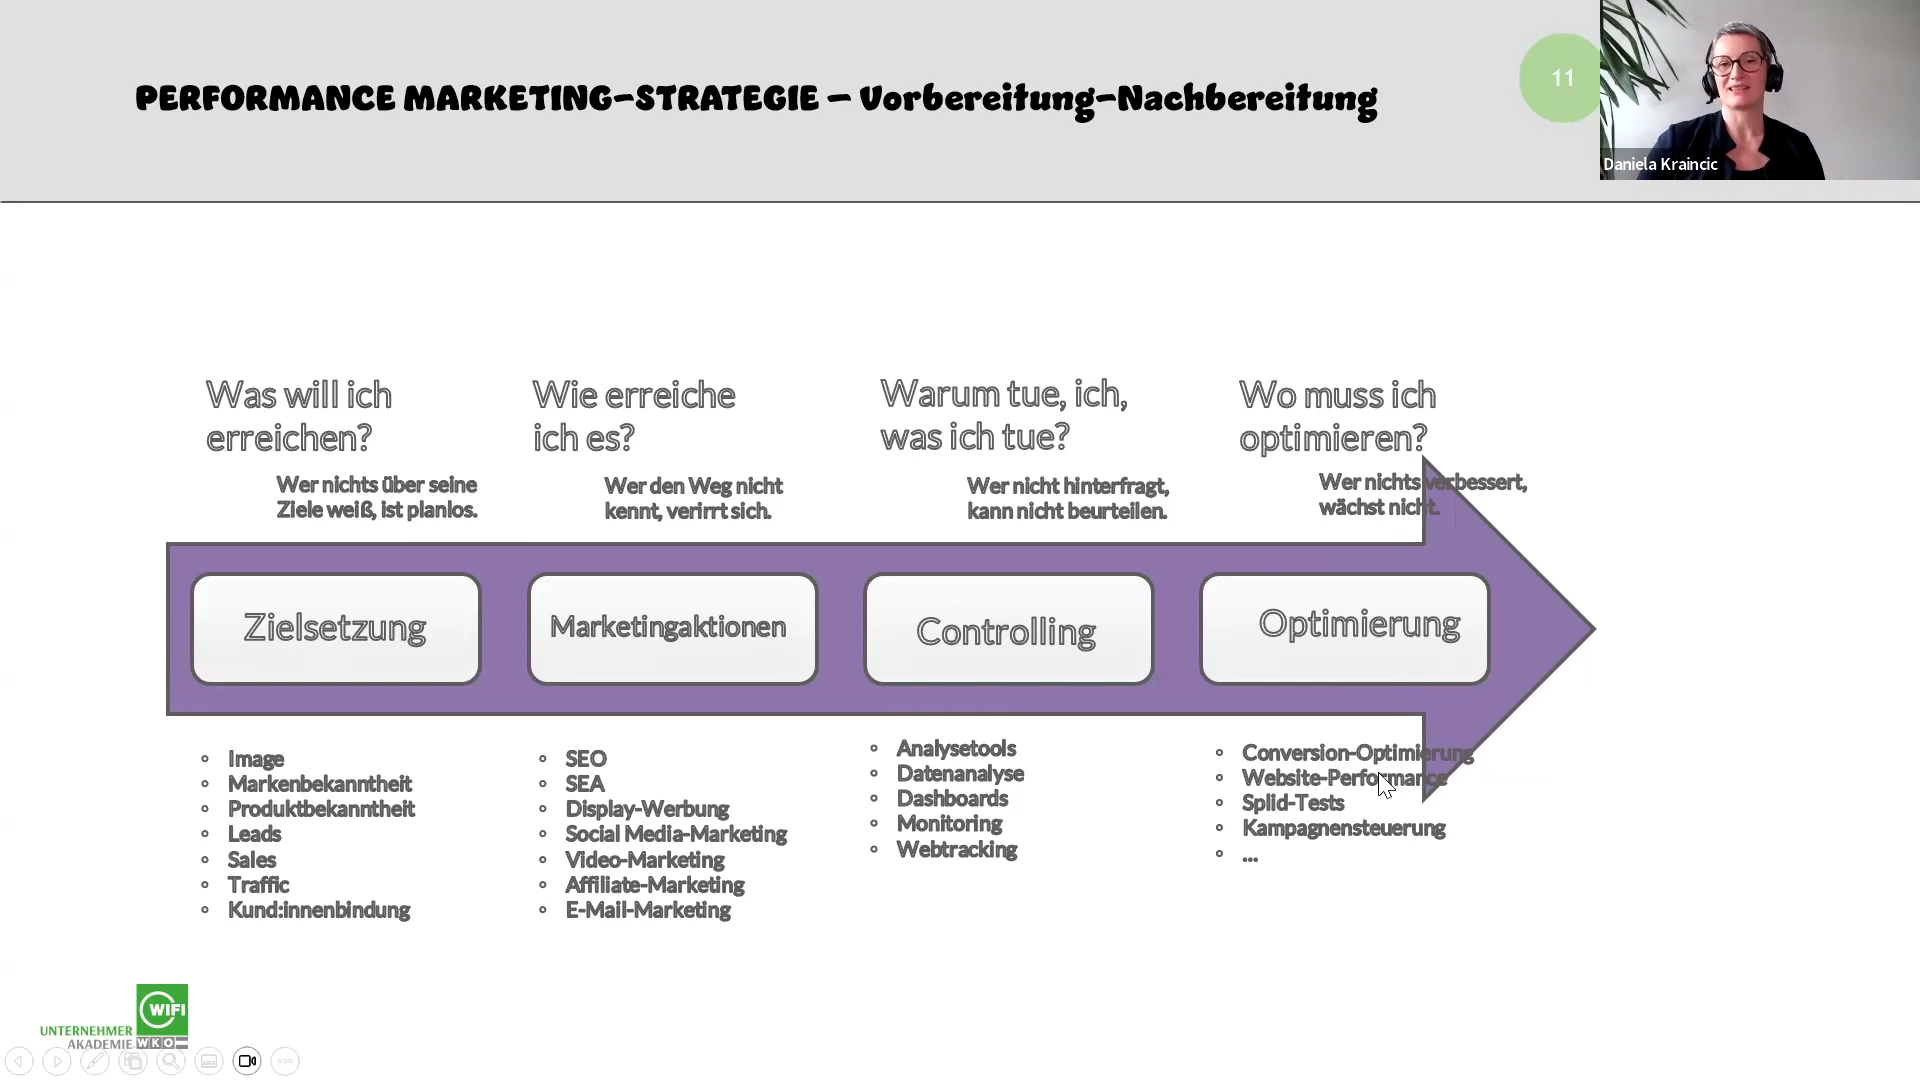 PERFORMANCE MARKETING-STRATEGIE – Vorbereitung-Nachbereitung
11
Daniela Kraincic
Was will ich
erreichen?
Wer nichts über seine
Ziele weiß, ist planlos.
Wie erreiche
ich es?
Wer den Weg nicht
kennt, verirrt sich.
Warum tue, ich,
was ich tue?
Wer nicht hinterfragt,
kann nicht beurteilen.
Wo muss ich
optimieren?
Wer nichts verbessert,
wächst nicht.
Zielsetzung
Marketingaktionen
Controlling
Optimierung
Image
Markenbekanntheit
Produktbekanntheit
Leads
Sales
Traffic
Kund:innenbindung
SEO
SEA
Display-Werbung
Social Media-Marketing
Video-Marketing
Affiliate-Marketing
E-Mail-Marketing
Analysetools
Datenanalyse
Dashboards
Monitoring
Webtracking
Conversion-Optimierung
Website-Performance
Splid-Tests
Kampagnensteuerung
...
WIFI
UNTERNEHMER
AKADEMIE WKO